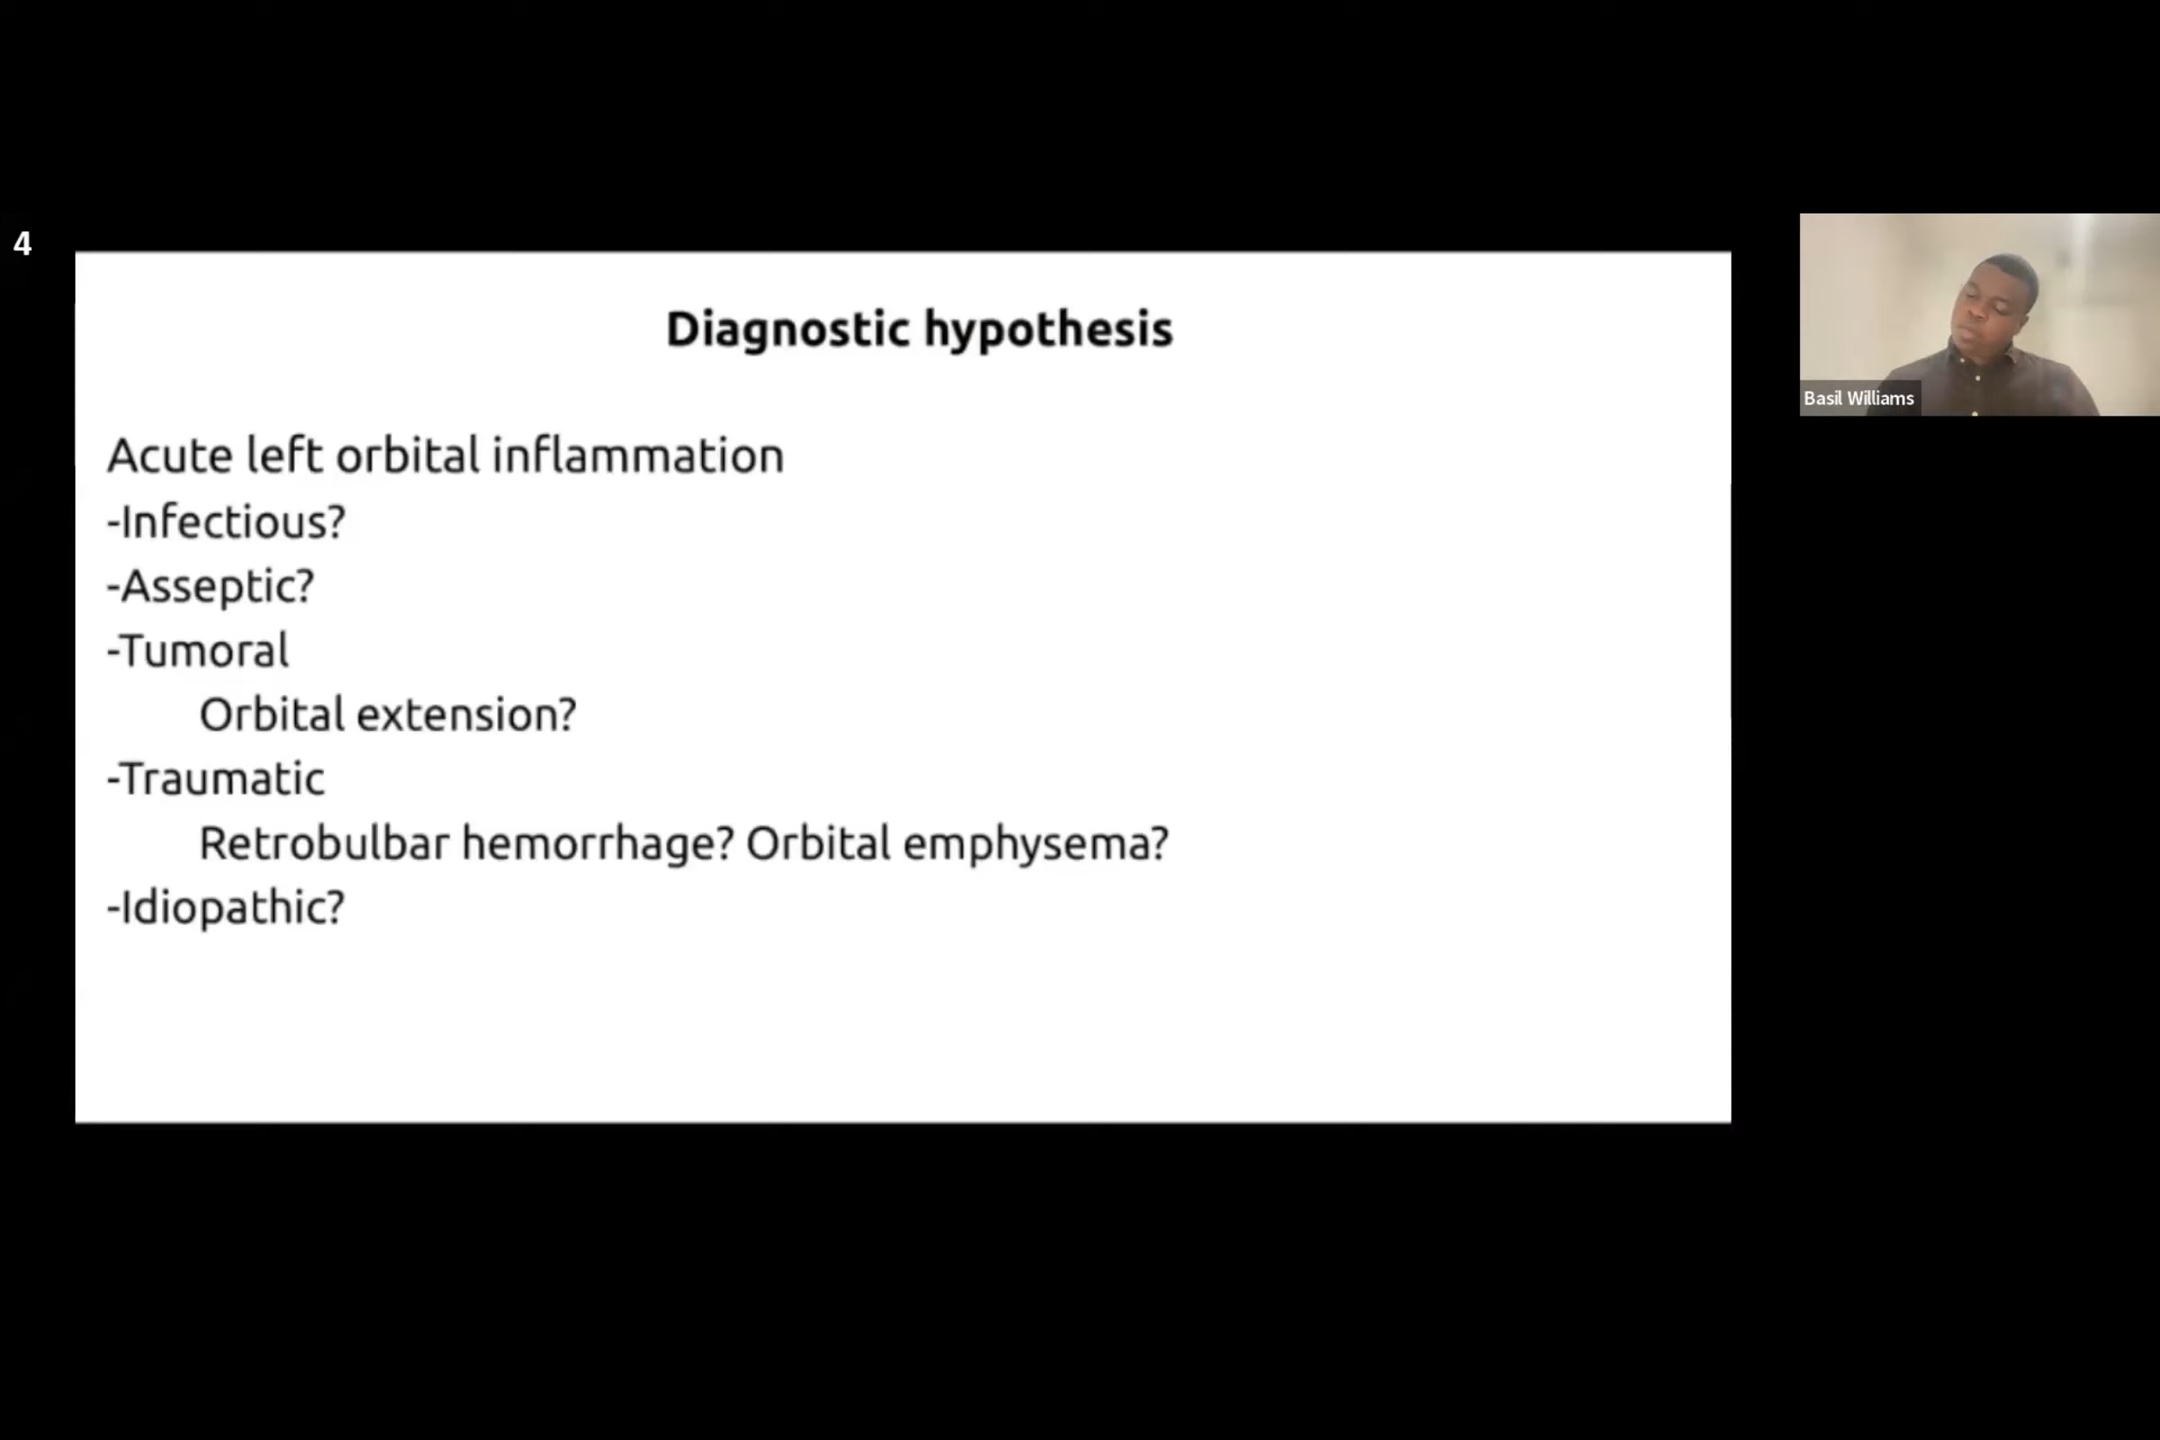 4
Diagnostic hypothesis
Acute left orbital inflammation
-Infectious?
-Asseptic?
-Tumoral
Orbital extension?
-Traumatic
Retrobulbar hemorrhage? Orbital emphysema?
-Idiopathic?
Basil Williams